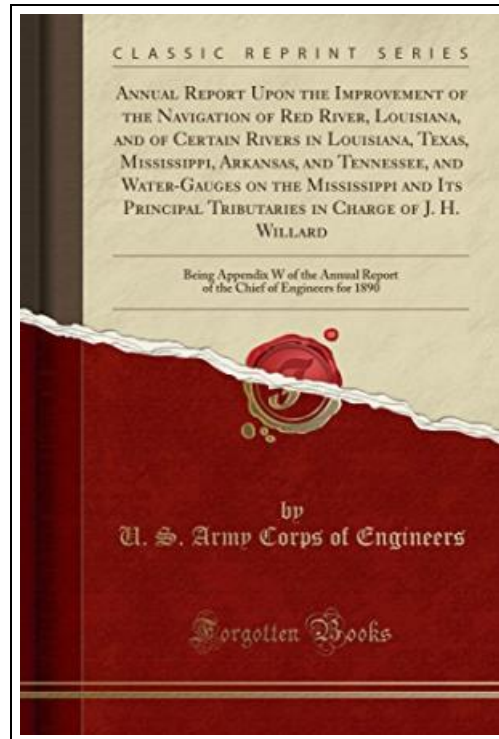 CLASSIC REPRINT SERIES
ANNUAL REPORT UPON THE IMPROVEMENT OF
THE NAVIGATION OF RED RIVER, LOUISIANA,
AND OF CERTAIN RIVERS IN LOUISIANA, TEXAS,
MISSISSIPPI, ARKANSAS, AND TENNESSEE, AND
WATER-GAUGES ON THE MISSISSIPPI AND ITS
PRINCIPAL TRIBUTARIES IN CHARGE OF J. H.
WILLARD
Being Appendix W of the Annual Report
of the Chief of Engineers for 1890
by
U. S. Army Corps of Engineers
Forgotten Books